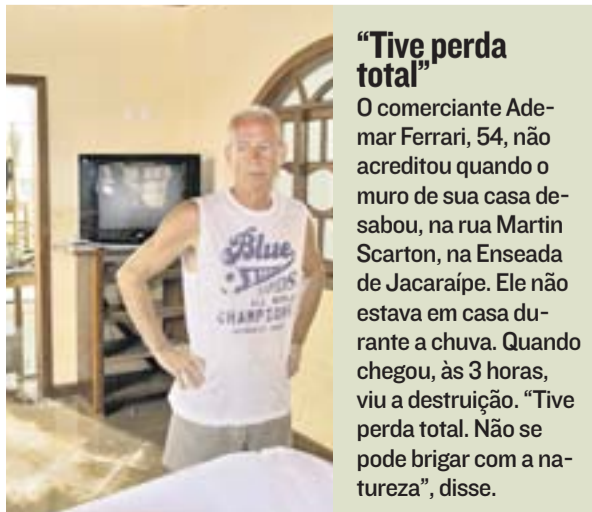 “Tive perda
total”
O comerciante Ade-
mar Ferrari, 54, não
acreditou quando o
muro de sua casa de-
sabou, na rua Martin
Scarton, na Enseada
de Jacaraípe. Ele não
estava em casa du-
rante a chuva. Quando
chegou, às 3 horas,
viu a destruição. “Tive
perda total. Não se
pode brigar com a na-
tureza”, disse.
Blue
CHAMPIONS